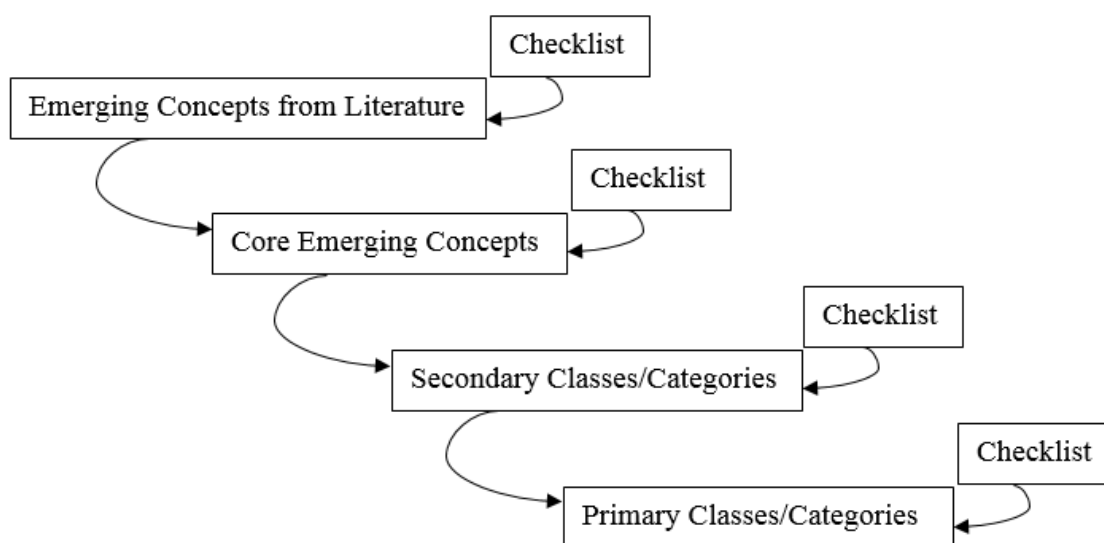 Checklist
Emerging Concepts from Literature
Checklist
Core Emerging Concepts
Checklist
Secondary Classes/Categories
Checklist
Primary Classes/Categories